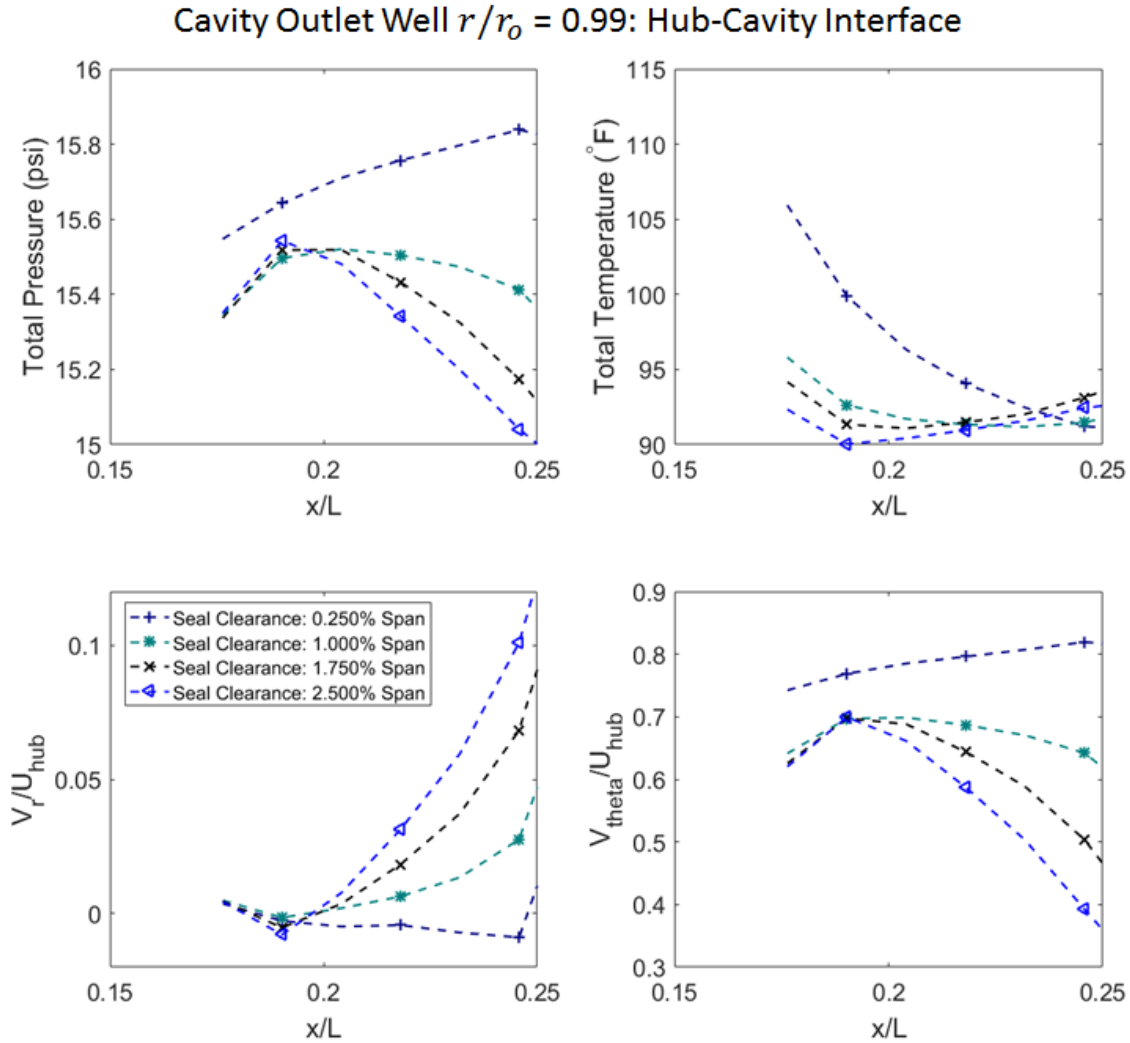 Cavity Outlet Well r/rₒ = 0.99: Hub-Cavity Interface
16
15.8
15.6
15.4
15.2
15
Total Pressure (psi)
0.15
0.2
0.25
x/L
115
110
105
100
95
90
Total Temperature (°F)
0.15
0.2
0.25
x/L
0.1
0.05
0
V_r/U_hub
Seal Clearance: 0.250% Span
Seal Clearance: 1.000% Span
Seal Clearance: 1.750% Span
Seal Clearance: 2.500% Span
0.15
0.2
0.25
x/L
0.9
0.8
0.7
0.6
0.5
0.4
0.3
V_theta/U_hub
0.15
0.2
0.25
x/L